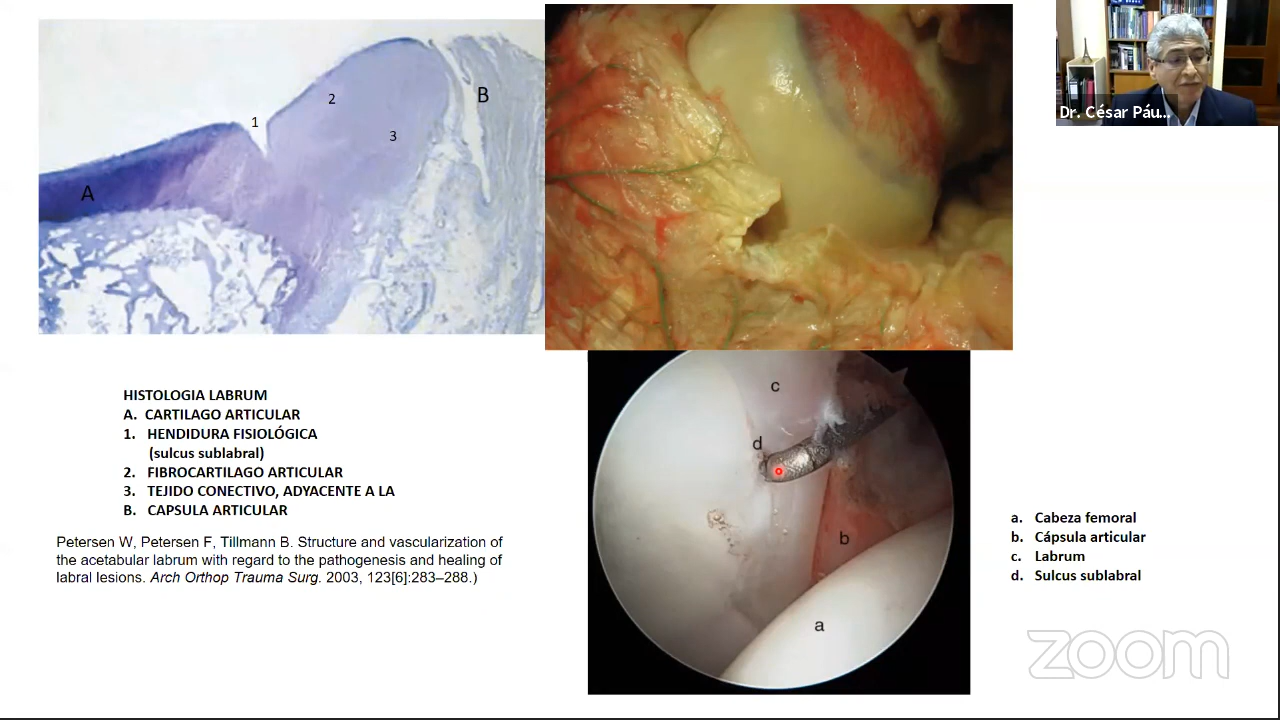 A
1
2
3
B
Dr. César Páu...
HISTOLOGIA LABRUM
A. CARTILAGO ARTICULAR
1. HENDIDURA FISIOLÓGICA
(sulcus sublabral)
2. FIBROCARTILAGO ARTICULAR
3. TEJIDO CONECTIVO, ADYACENTE A LA
B. CAPSULA ARTICULAR
Petersen W, Petersen F, Tillmann B. Structure and vascularization of
the acetabular labrum with regard to the pathogenesis and healing of
labral lesions. Arch Orthop Trauma Surg. 2003, 123[6]:283–288.)
c
d
b
a
a. Cabeza femoral
b. Cápsula articular
c. Labrum
d. Sulcus sublabral
zoom